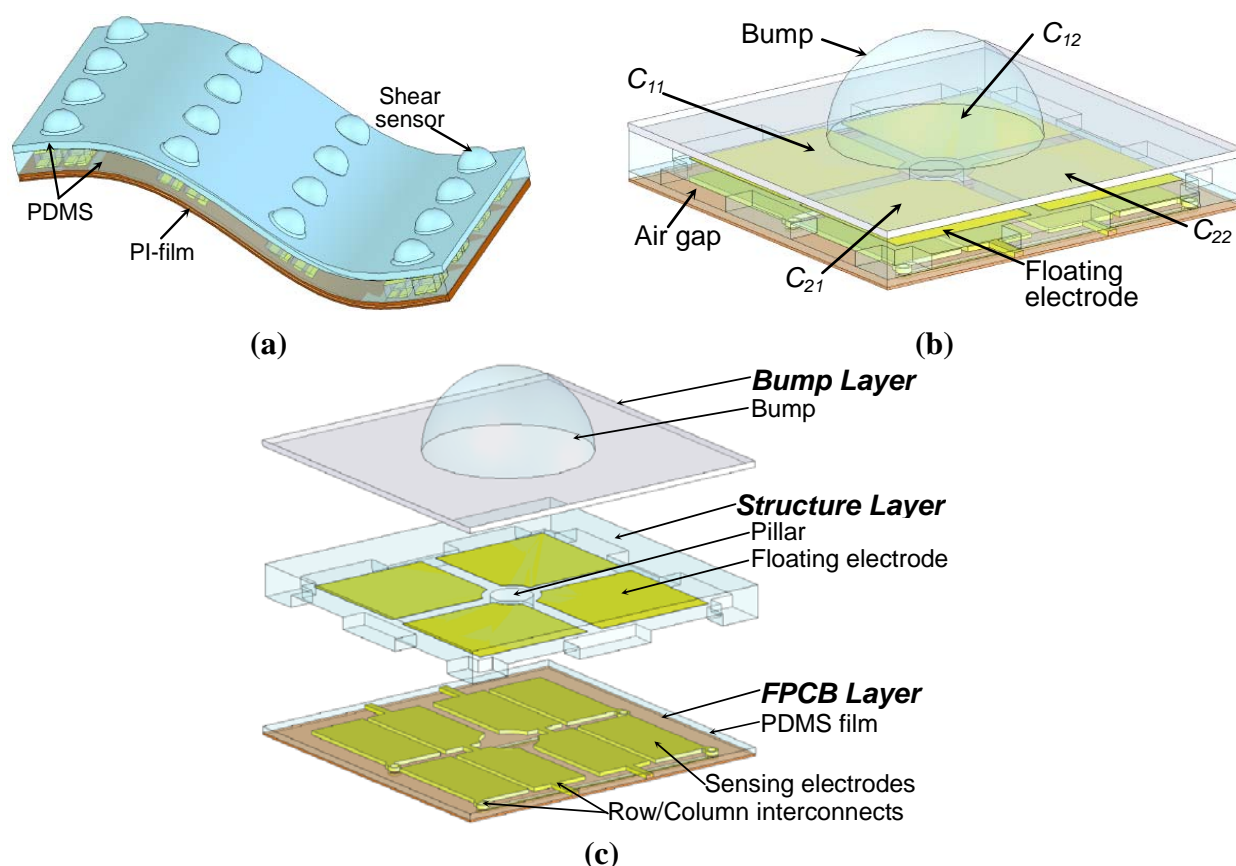 Shear
sensor
PDMS
PI-film
(a)
Bump
C12
C11
Air gap
C21
C22
Floating
electrode
(b)
Bump Layer
Bump
Structure Layer
Pillar
Floating electrode
FPCB Layer
PDMS film
Sensing electrodes
Row/Column interconnects
(c)